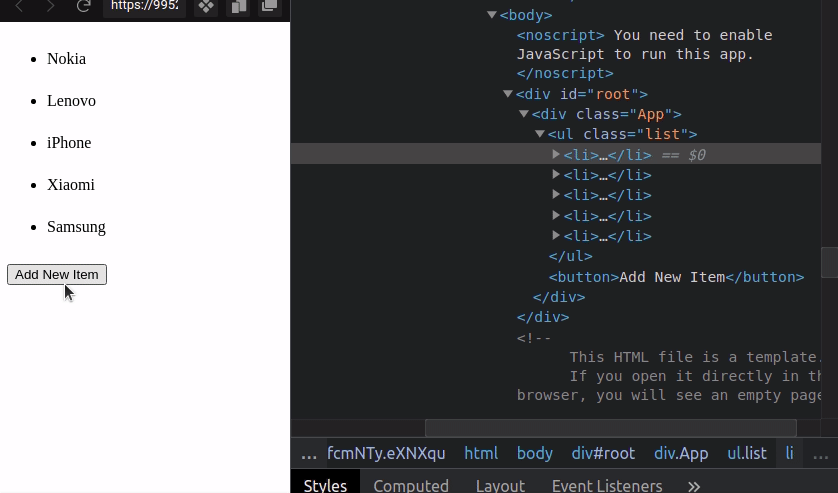 https://9952
Nokia
Lenovo
iPhone
Xiaomi
Samsung
Add New Item
<body>
<noscript> You need to enable
JavaScript to run this app.
</noscript>
<div id="root">
<div class="App">
<ul class="list">
<li>…</li> == $0
<li>…</li>
<li>…</li>
<li>…</li>
<li>…</li>
</ul>
<button>Add New Item</button>
</div>
</div>
<!--
This HTML file is a template.
If you open it directly in th
browser, you will see an empty page
... fcmNTy.eXNXqu html body div#root div.App ul.list li ...
Styles Computed Layout Event Listeners »